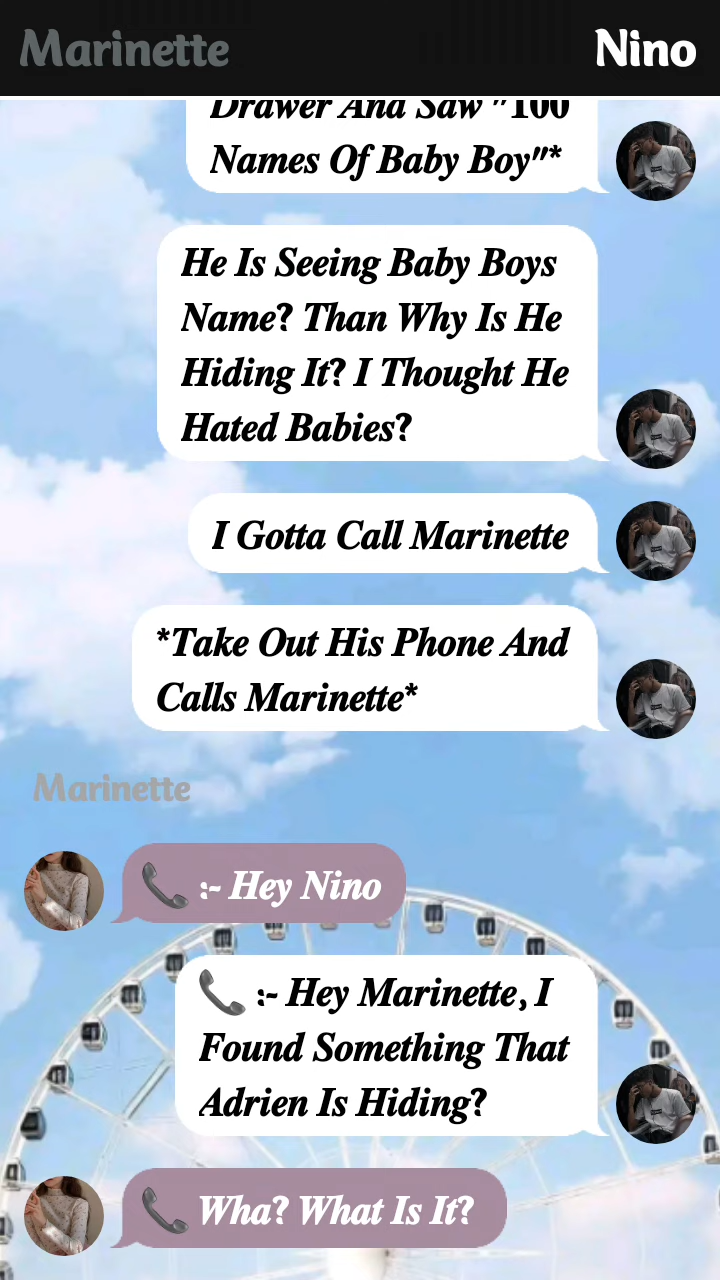 Marinette
Nino
Drawer And Saw "100
Names Of Baby Boy"*
He Is Seeing Baby Boys
Name? Than Why Is He
Hiding It? I Thought He
Hated Babies?
I Gotta Call Marinette
*Take Out His Phone And
Calls Marinette*
Marinette
📞 :- Hey Nino
📞 :- Hey Marinette, I
Found Something That
Adrien Is Hiding?
📞 Wha? What Is It?